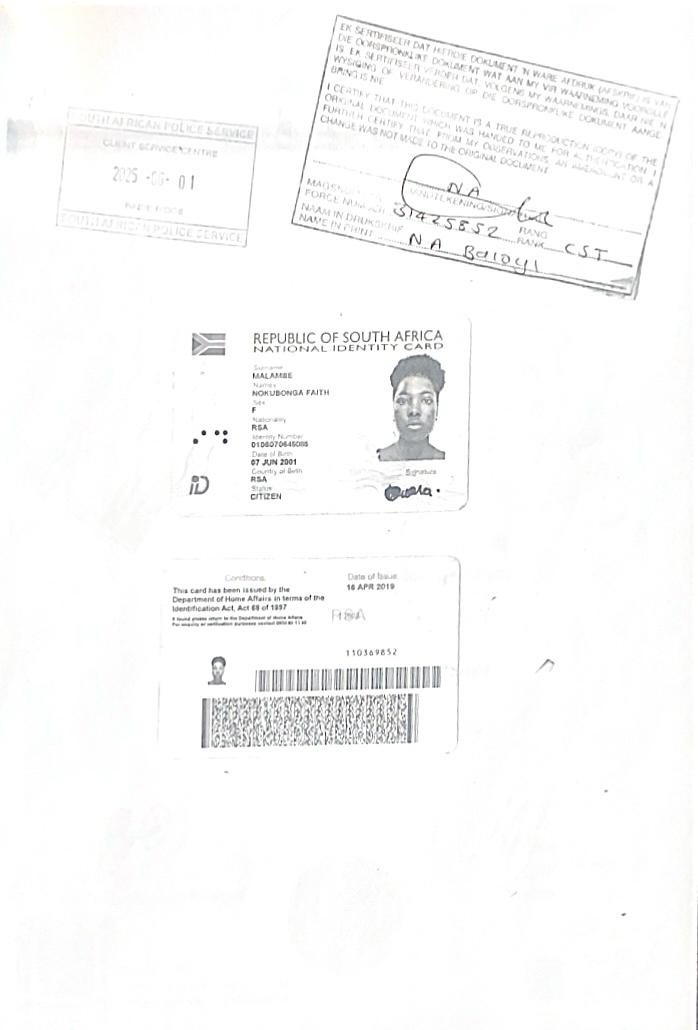 EK SERTIFISEER DAT HIERDIE DOKUMENT 'N WARE AFDRUK (AFSKRIF) IS VAN
DIE OORSPRONKLIKE DOKUMENT WAT AAN MY VIR WAARNEMING VOORGELÊ
IS. EK SERTIFISEER VERDER DAT, VOLGENS MY WAARNEMINGS, DAAR NIE 'N
WYSIGING OF VERANDERING OP DIE OORSPRONKLIKE DOKUMENT AANGE-
BRING IS NIE
I CERTIFY THAT THIS DOCUMENT IS A TRUE REPRODUCTION (COPY) OF THE
ORIGINAL DOCUMENT WHICH WAS HANDED TO ME FOR AUTHENTICATION. I
FURTHER CERTIFY THAT, FROM MY OBSERVATIONS, AN AMENDMENT OR A
CHANGE WAS NOT MADE TO THE ORIGINAL DOCUMENT
NA
HANDTEKENING/
FORCE NUMBER 31425552 RANG
RANK CST
NAAM IN DRUKSKRIF
NAME IN PRINT NA Baloyi
SOUTH AFRICAN POLICE SERVICE
CLIENT SERVICE CENTRE
2025 -06- 01
SOUTH AFRICAN POLICE SERVICE
REPUBLIC OF SOUTH AFRICA
NATIONAL IDENTITY CARD
Surname
MALAMBE
Names
NOKUBONGA FAITH
Sex
F
Nationality
RSA
Identity Number
0106070645086
Date of Birth
07 JUN 2001
Country of Birth
RSA
Status
CITIZEN
Signature
iD
Conditions
This card has been issued by the
Department of Home Affairs in terms of the
Identification Act, Act 68 of 1997
If found please return to the Department of Home Affairs
For enquiry or verification purposes contact 0800 60 11 90
Date of Issue
16 APR 2019
RSA
110369852